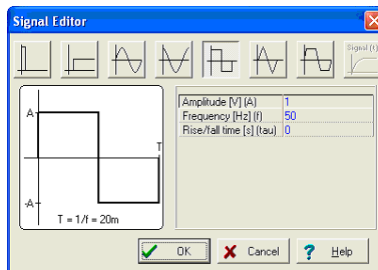 Signal Editor
Signal (t)
Amplitude [V] (A) 1
Frequency [Hz] (f) 50
Rise/fall time [s] (tau) 0
A
T
-A
T = 1/f = 20m
OK Cancel ? Help